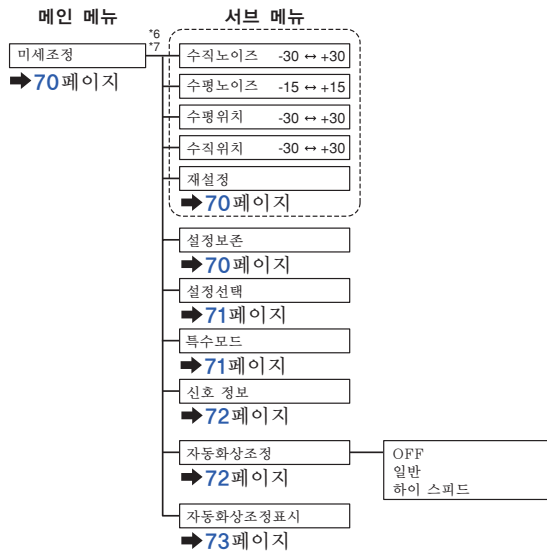 메인 메뉴 서브 메뉴
*6
*7
미세조정
➡70페이지
수직노이즈 -30 ↔ +30
수평노이즈 -15 ↔ +15
수평위치 -30 ↔ +30
수직위치 -30 ↔ +30
재설정
➡70페이지
설정보존
➡70페이지
설정선택
➡71페이지
특수모드
➡71페이지
신호 정보
➡72페이지
자동화상조정
➡72페이지
OFF
일반
하이 스피드
자동화상조정표시
➡73페이지